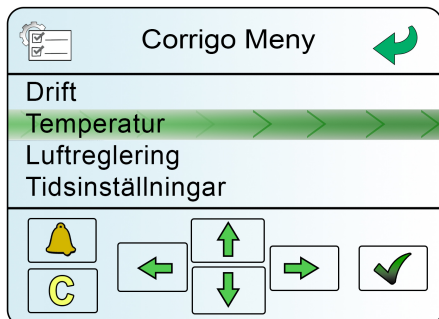 Corrigo Meny
Drift
Temperatur
Luftreglering
Tidsinställningar
C